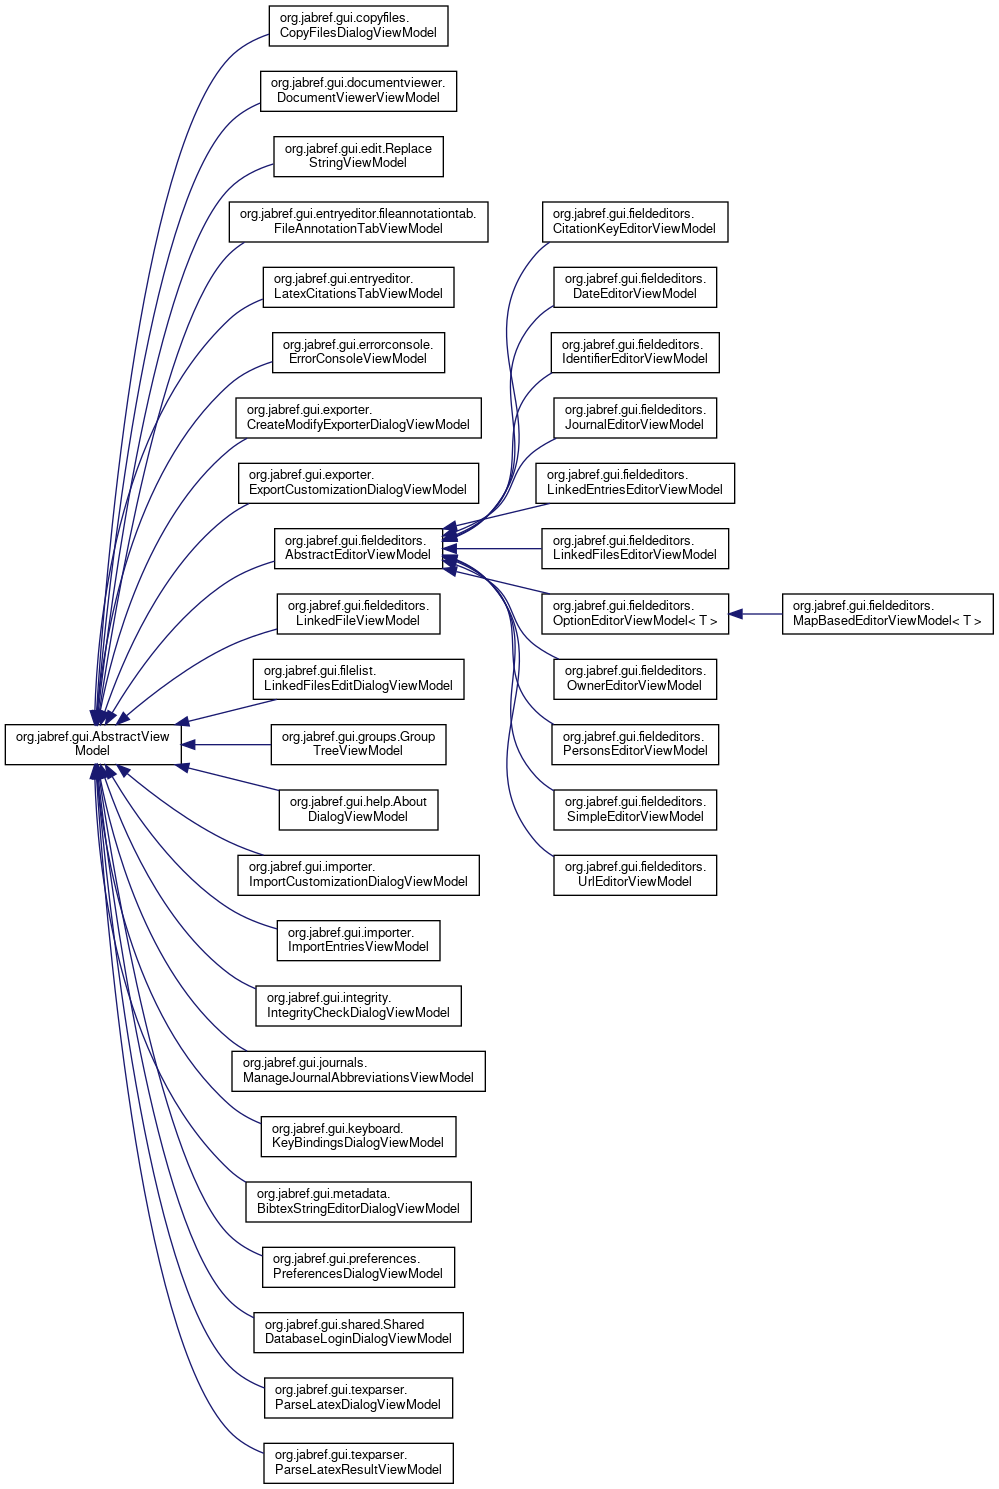 org.jabref.gui.copyfiles.
CopyFilesDialogViewModel
org.jabref.gui.documentviewer.
DocumentViewerViewModel
org.jabref.gui.edit.Replace
StringViewModel
org.jabref.gui.entryeditor.fileannotationtab.
FileAnnotationTabViewModel
org.jabref.gui.entryeditor.
LatexCitationsTabViewModel
org.jabref.gui.errorconsole.
ErrorConsoleViewModel
org.jabref.gui.exporter.
CreateModifyExporterDialogViewModel
org.jabref.gui.exporter.
ExportCustomizationDialogViewModel
org.jabref.gui.fieldeditors.
AbstractEditorViewModel
org.jabref.gui.fieldeditors.
LinkedFileViewModel
org.jabref.gui.filelist.
LinkedFilesEditDialogViewModel
org.jabref.gui.AbstractView
Model
org.jabref.gui.groups.Group
TreeViewModel
org.jabref.gui.help.About
DialogViewModel
org.jabref.gui.importer.
ImportCustomizationDialogViewModel
org.jabref.gui.importer.
ImportEntriesViewModel
org.jabref.gui.integrity.
IntegrityCheckDialogViewModel
org.jabref.gui.journals.
ManageJournalAbbreviationsViewModel
org.jabref.gui.keyboard.
KeyBindingsDialogViewModel
org.jabref.gui.metadata.
BibtexStringEditorDialogViewModel
org.jabref.gui.preferences.
PreferencesDialogViewModel
org.jabref.gui.shared.Shared
DatabaseLoginDialogViewModel
org.jabref.gui.texparser.
ParseLatexDialogViewModel
org.jabref.gui.texparser.
ParseLatexResultViewModel
org.jabref.gui.fieldeditors.
CitationKeyEditorViewModel
org.jabref.gui.fieldeditors.
DateEditorViewModel
org.jabref.gui.fieldeditors.
IdentifierEditorViewModel
org.jabref.gui.fieldeditors.
JournalEditorViewModel
org.jabref.gui.fieldeditors.
LinkedEntriesEditorViewModel
org.jabref.gui.fieldeditors.
LinkedFilesEditorViewModel
org.jabref.gui.fieldeditors.
OptionEditorViewModel< T >
org.jabref.gui.fieldeditors.
MapBasedEditorViewModel< T >
org.jabref.gui.fieldeditors.
OwnerEditorViewModel
org.jabref.gui.fieldeditors.
PersonsEditorViewModel
org.jabref.gui.fieldeditors.
SimpleEditorViewModel
org.jabref.gui.fieldeditors.
UrlEditorViewModel